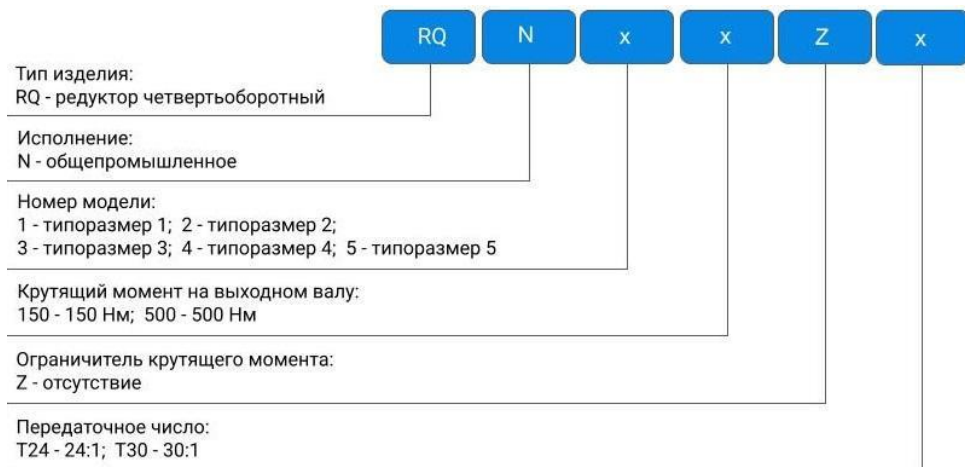 RQ N x x Z x
Тип изделия:
RQ - редуктор четвертьоборотный
Исполнение:
N - общепромышленное
Номер модели:
1 - типоразмер 1; 2 - типоразмер 2;
3 - типоразмер 3; 4 - типоразмер 4; 5 - типоразмер 5
Крутящий момент на выходном валу:
150 - 150 Нм; 500 - 500 Нм
Ограничитель крутящего момента:
Z - отсутствие
Передаточное число:
T24 - 24:1; T30 - 30:1